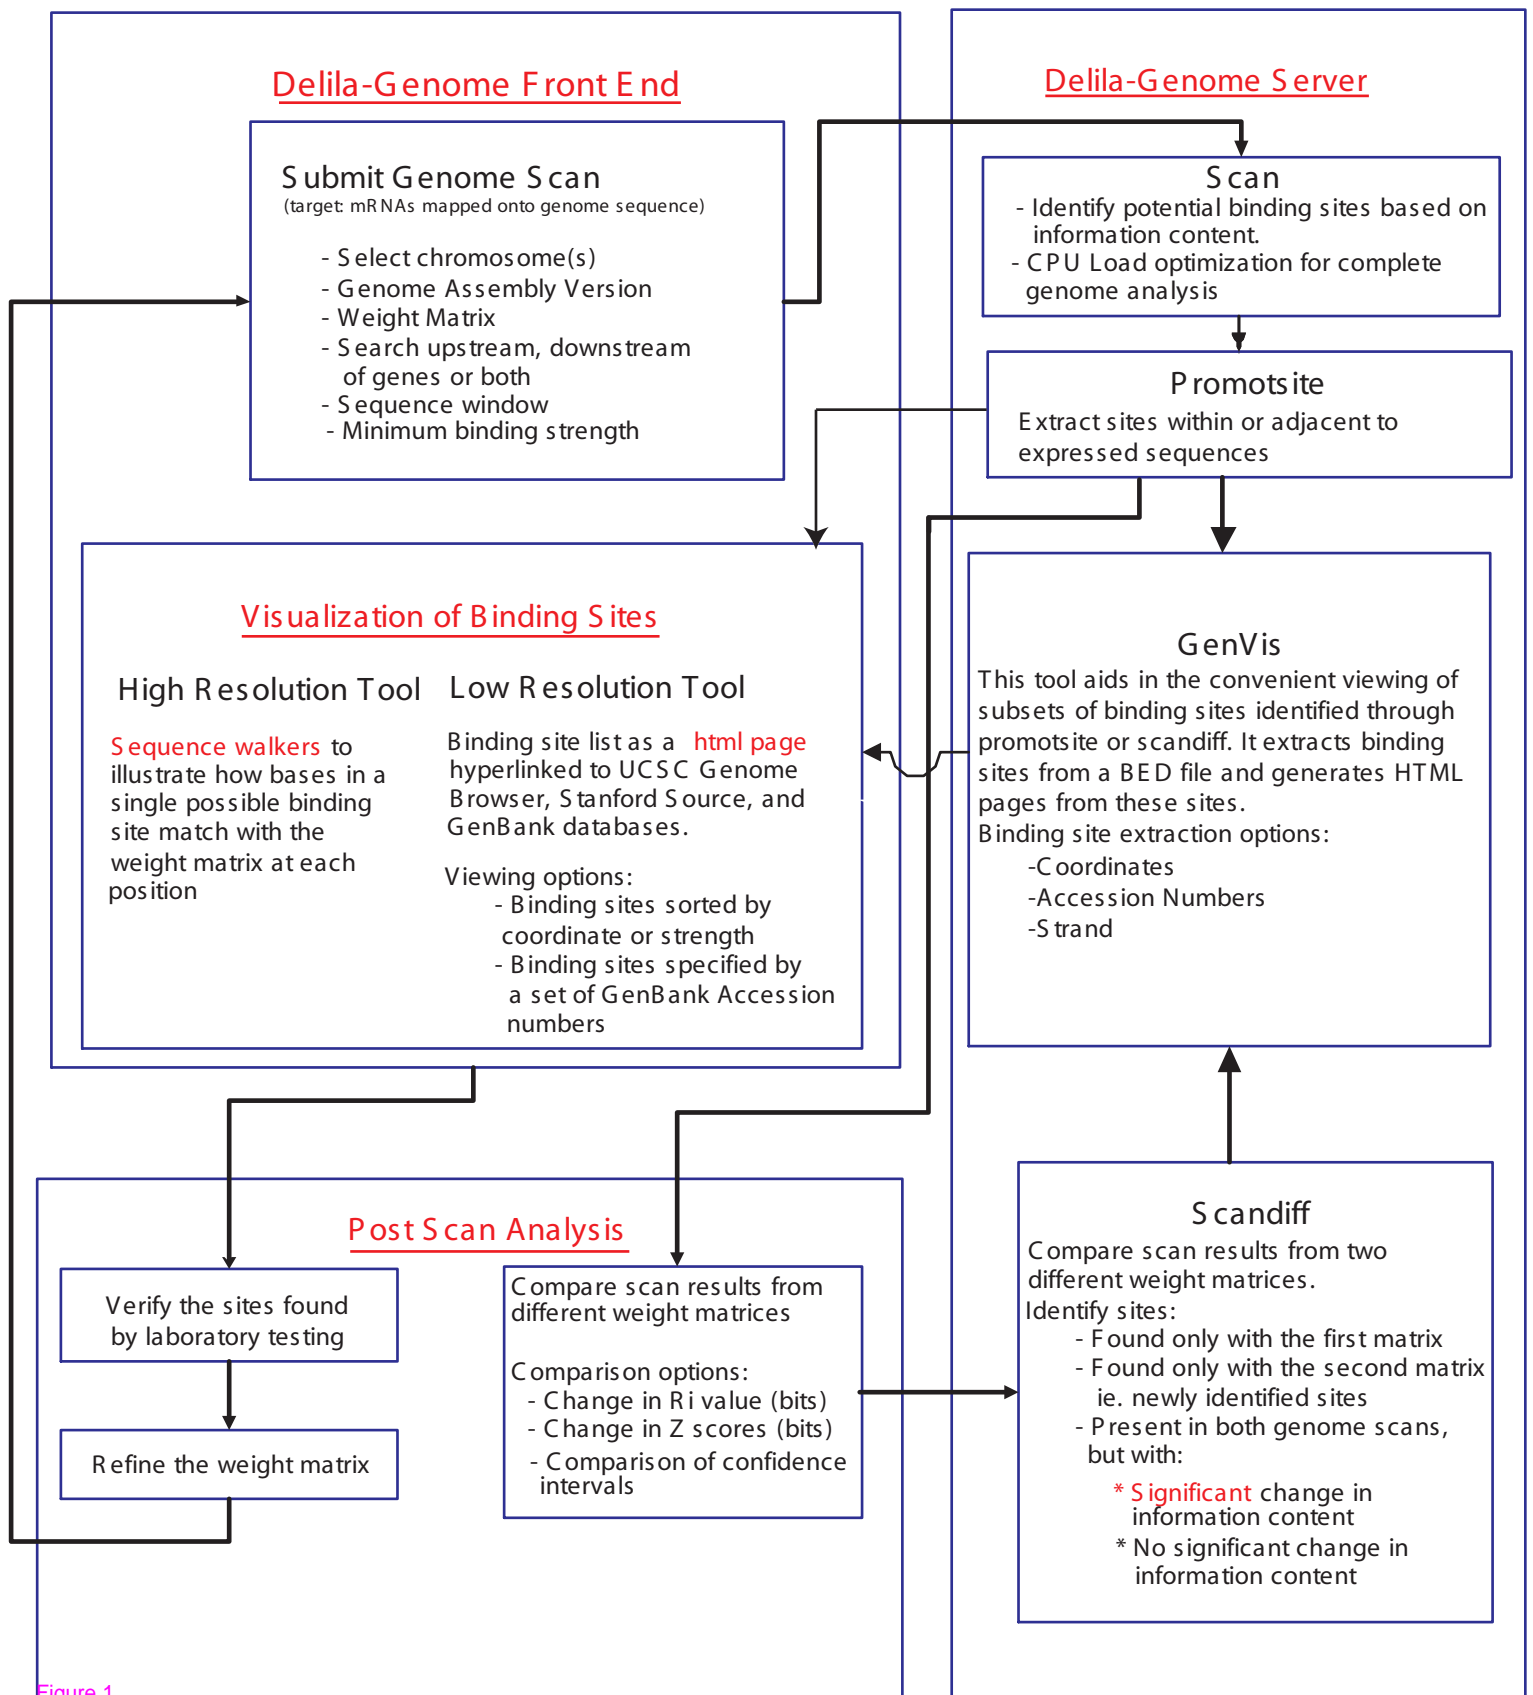 Delila-Genome Front End
Submit Genome Scan
(target: mRNAs mapped onto genome sequence)
- Select chromosome(s)
- Genome Assembly Version
- Weight Matrix
- Search upstream, downstream
of genes or both
- Sequence window
- Minimum binding strength
Visualization of Binding Sites
High Resolution Tool
Sequence walkers to
illustrate how bases in a
single possible binding
site match with the
weight matrix at each
position
Low Resolution Tool
Binding site list as a html page
hyperlinked to UCSC Genome
Browser, Stanford Source, and
GenBank databases.
Viewing options:
- Binding sites sorted by
coordinate or strength
- Binding sites specified by
a set of GenBank Accession
numbers
Delila-Genome Server
Scan
- Identify potential binding sites based on
information content.
- CPU Load optimization for complete
genome analysis
Promotsite
Extract sites within or adjacent to
expressed sequences
GenVis
This tool aids in the convenient viewing of
subsets of binding sites identified through
promotsite or scandiff. It extracts binding
sites from a BED file and generates HTML
pages from these sites.
Binding site extraction options:
-Coordinates
-Accession Numbers
-Strand
Scandiff
Compare scan results from two
different weight matrices.
Identify sites:
- Found only with the first matrix
- Found only with the second matrix
ie. newly identified sites
- Present in both genome scans,
but with:
* Significant change in
information content
* No significant change in
information content
Post Scan Analysis
Verify the sites found
by laboratory testing
Refine the weight matrix
Compare scan results from
different weight matrices
Comparison options:
- Change in Ri value (bits)
- Change in Z scores (bits)
- Comparison of confidence
intervals
Figure 1